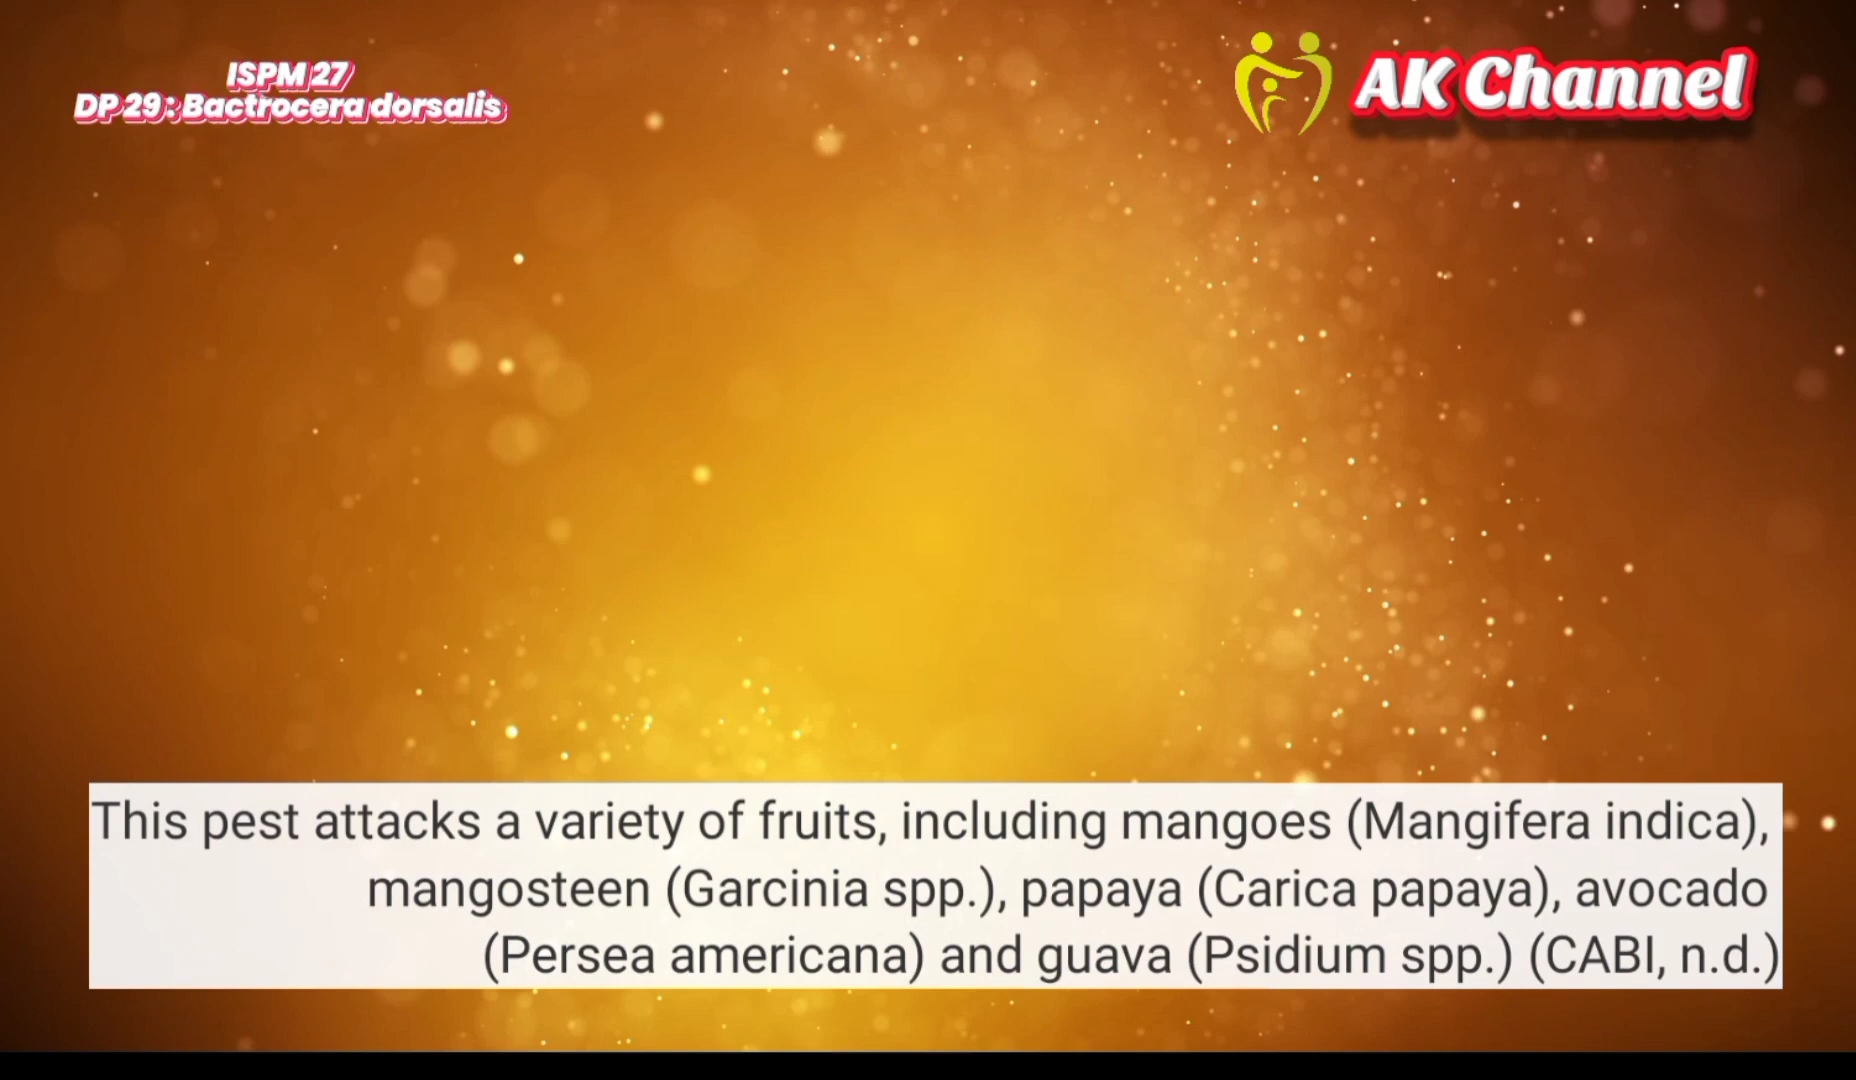 ISPM 27
DP 29 : Bactrocera dorsalis
AK Channel
This pest attacks a variety of fruits, including mangoes (Mangifera indica),
mangosteen (Garcinia spp.), papaya (Carica papaya), avocado
(Persea americana) and guava (Psidium spp.) (CABI, n.d.)